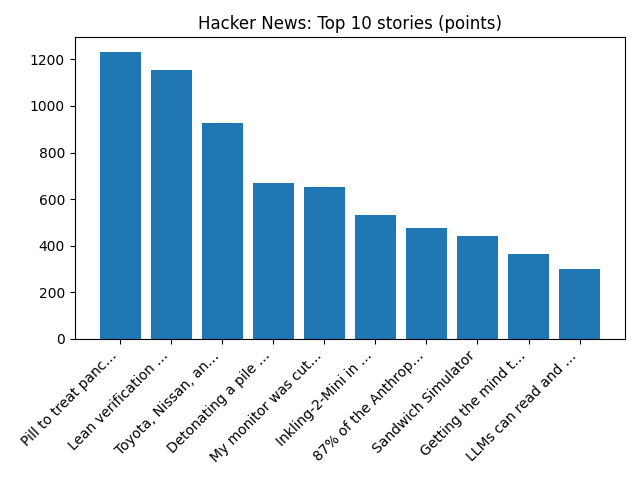 Hacker News: Top 10 stories (points)
1200
1000
800
600
400
200
0
Pill to treat panc...
Lean verification ...
Toyota, Nissan, an...
Detonating a pile ...
My monitor was cut...
Inkling-2-Mini in ...
87% of the Anthrop...
Sandwich Simulator
Getting the mind t...
LLMs can read and ...